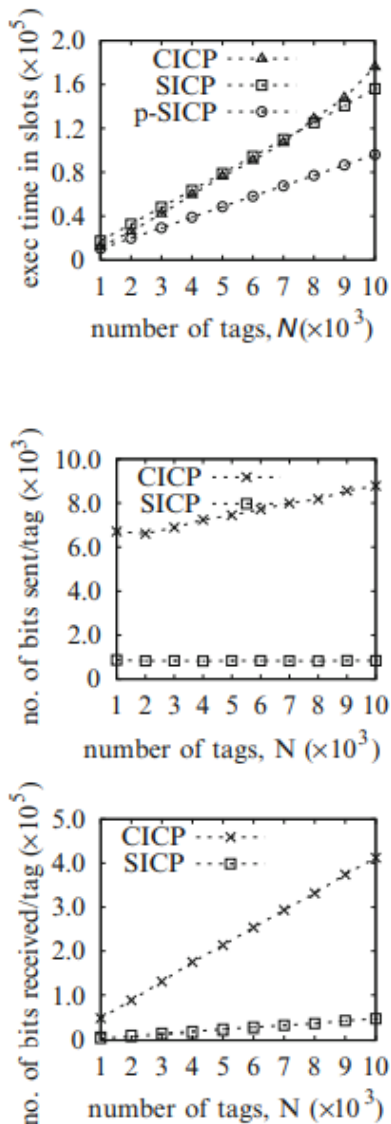 exec time in slots (×10⁵)
2.0
1.6
1.2
0.8
0.4
0
CICP
SICP
p-SICP
1 2 3 4 5 6 7 8 9 10
number of tags, N(×10³)
no. of bits sent/tag (×10³)
10.0
8.0
6.0
4.0
2.0
0
CICP
SICP
1 2 3 4 5 6 7 8 9 10
number of tags, N (×10³)
no. of bits received/tag (×10⁵)
5.0
4.0
3.0
2.0
1.0
0
CICP
SICP
1 2 3 4 5 6 7 8 9 10
number of tags, N (×10³)